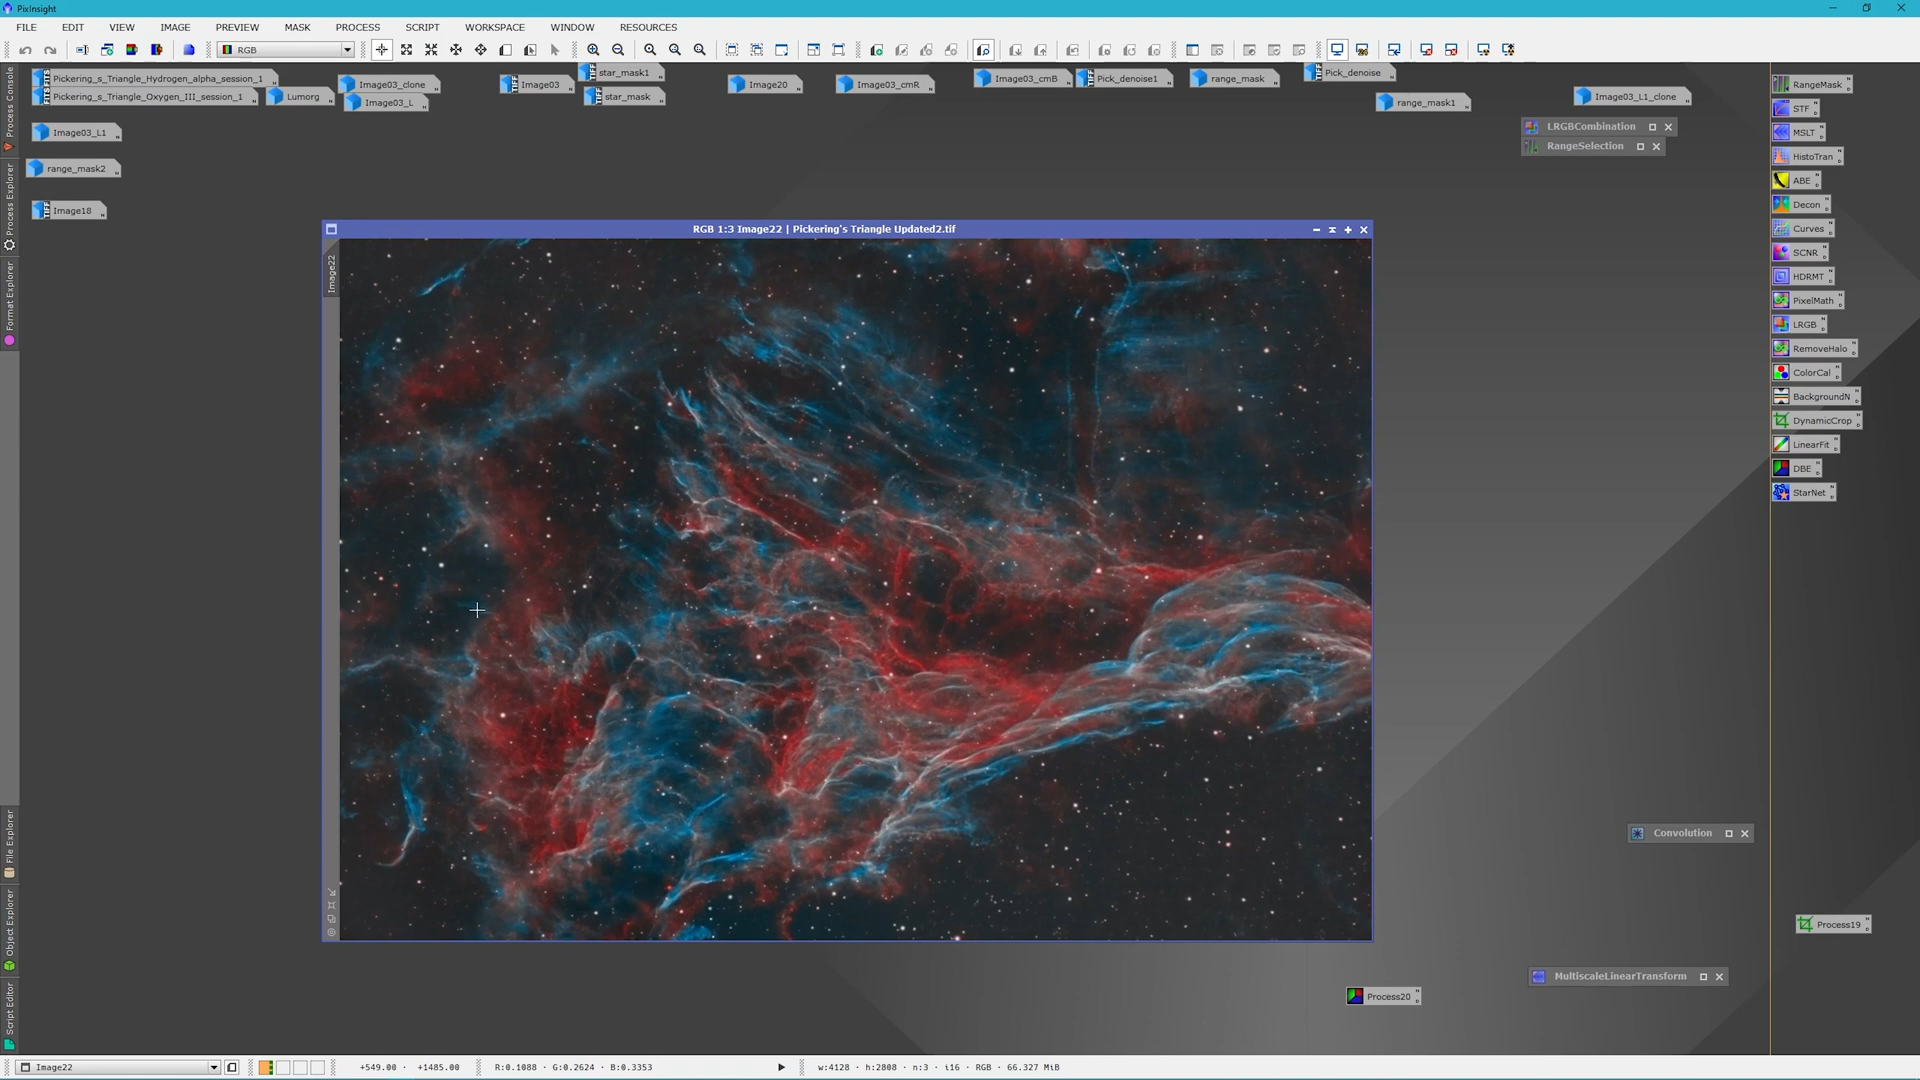 PixInsight
FILE EDIT VIEW IMAGE PREVIEW MASK PROCESS SCRIPT WORKSPACE WINDOW RESOURCES
RGB
Pickering_s_Triangle_Hydrogen_alpha_session_1
Pickering_s_Triangle_Oxygen_III_session_1
Lumorg
Image03_clone
Image03_L
Image03
star_mask1
star_mask
Image20
Image03_cmR
Image03_cmB
Pick_denoise1
range_mask
Pick_denoise
range_mask1
Image03_L1_clone
Image03_L1
range_mask2
Image18
LRGBCombination
RangeSelection
RGB 1:3 Image22 | Pickering's Triangle Updated2.tif
Image22
Process Console
Process Explorer
Format Explorer
File Explorer
Object Explorer
Script Editor
RangeMask
STF
MSLT
HistoTran
ABE
Decon
Curves
SCNR
HDRMT
PixelMath
LRGB
RemoveHalo
ColorCal
BackgroundN
DynamicCrop
LinearFit
DBE
StarNet
Convolution
Process19
MultiscaleLinearTransform
Process20
Image22
+549.00 · +1485.00
R:0.1088 · G:0.2624 · B:0.3353
w:4128 · h:2808 · n:3 · i16 · RGB · 66.327 MiB